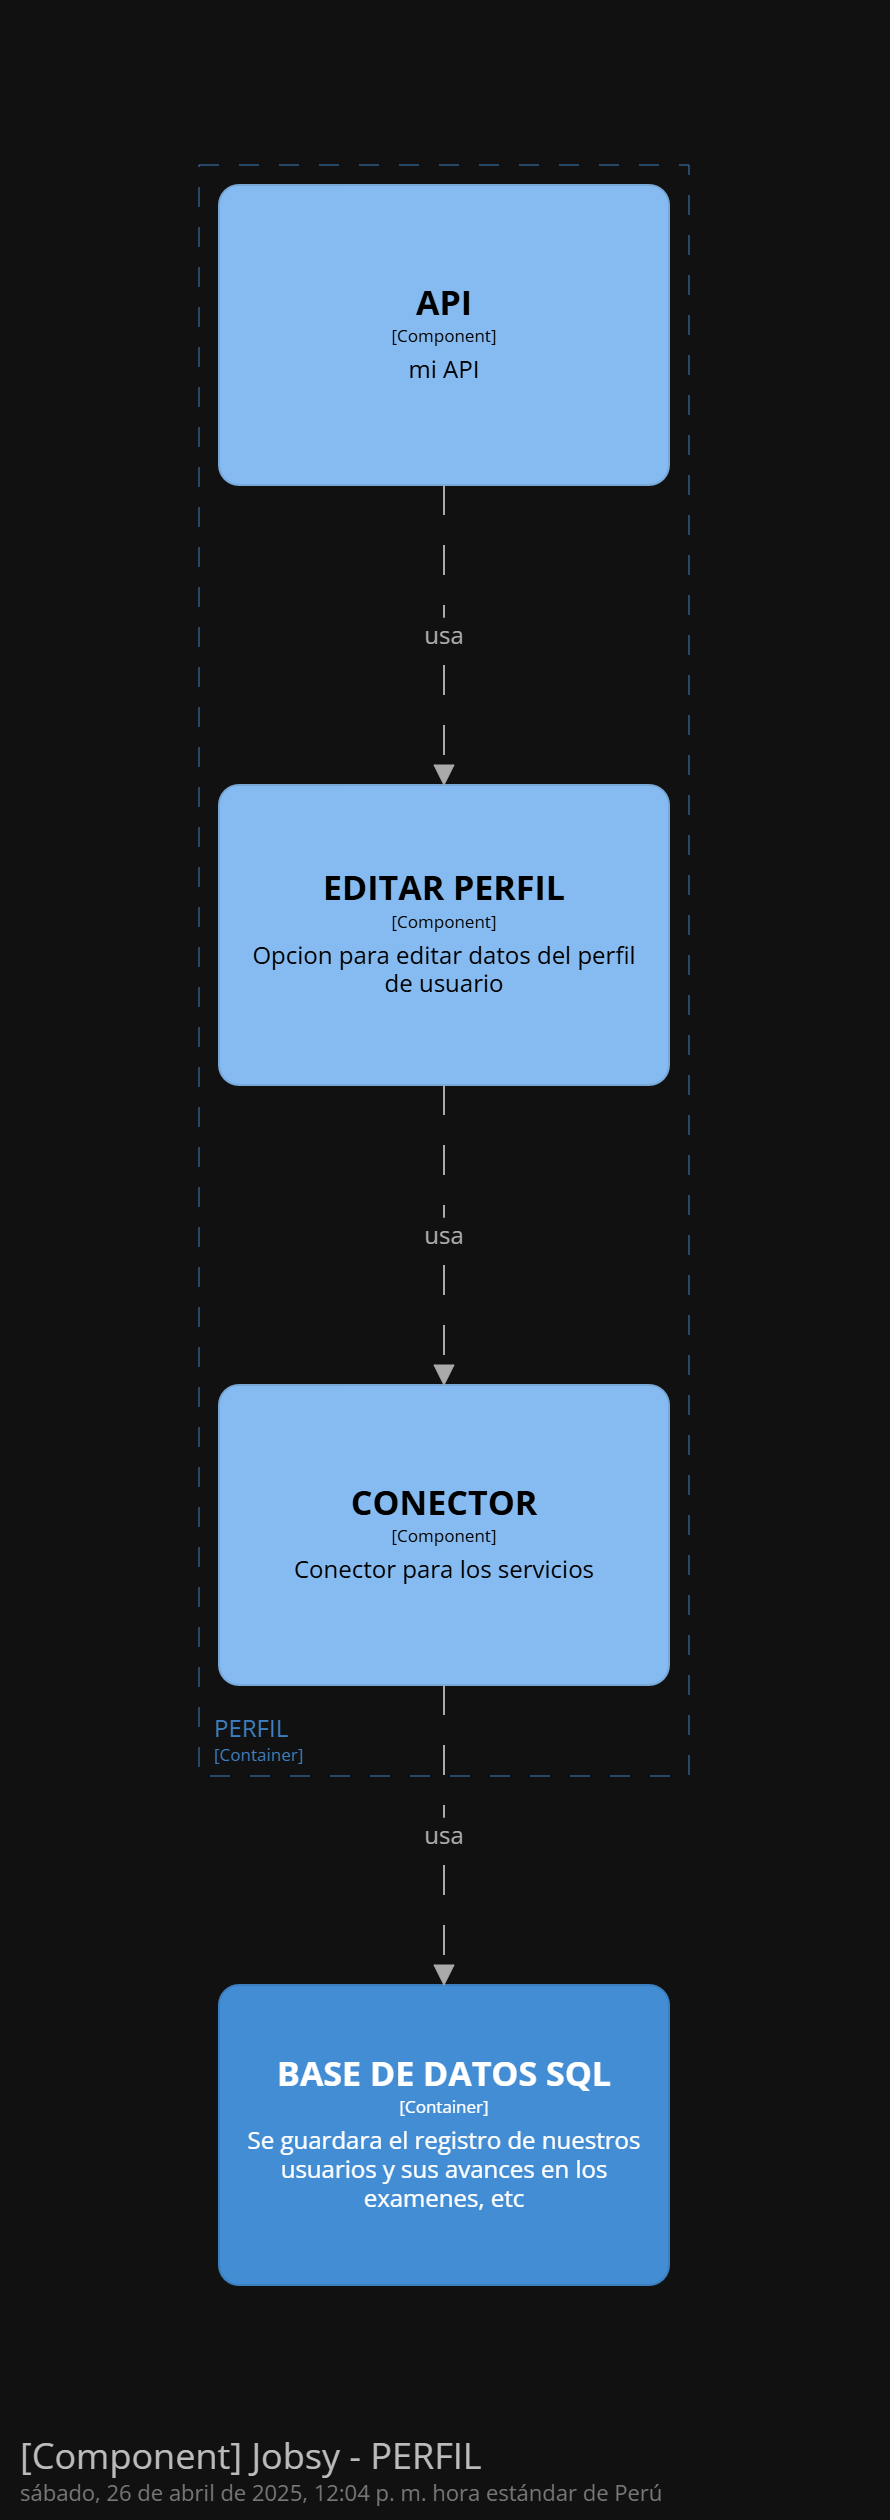 API
[Component]
mi API
usa
EDITAR PERFIL
[Component]
Opcion para editar datos del perfil
de usuario
usa
CONECTOR
[Component]
Conector para los servicios
PERFIL
[Container]
usa
BASE DE DATOS SQL
[Container]
Se guardara el registro de nuestros
usuarios y sus avances en los
examenes, etc
[Component] Jobsy - PERFIL
sábado, 26 de abril de 2025, 12:04 p. m. hora estándar de Perú